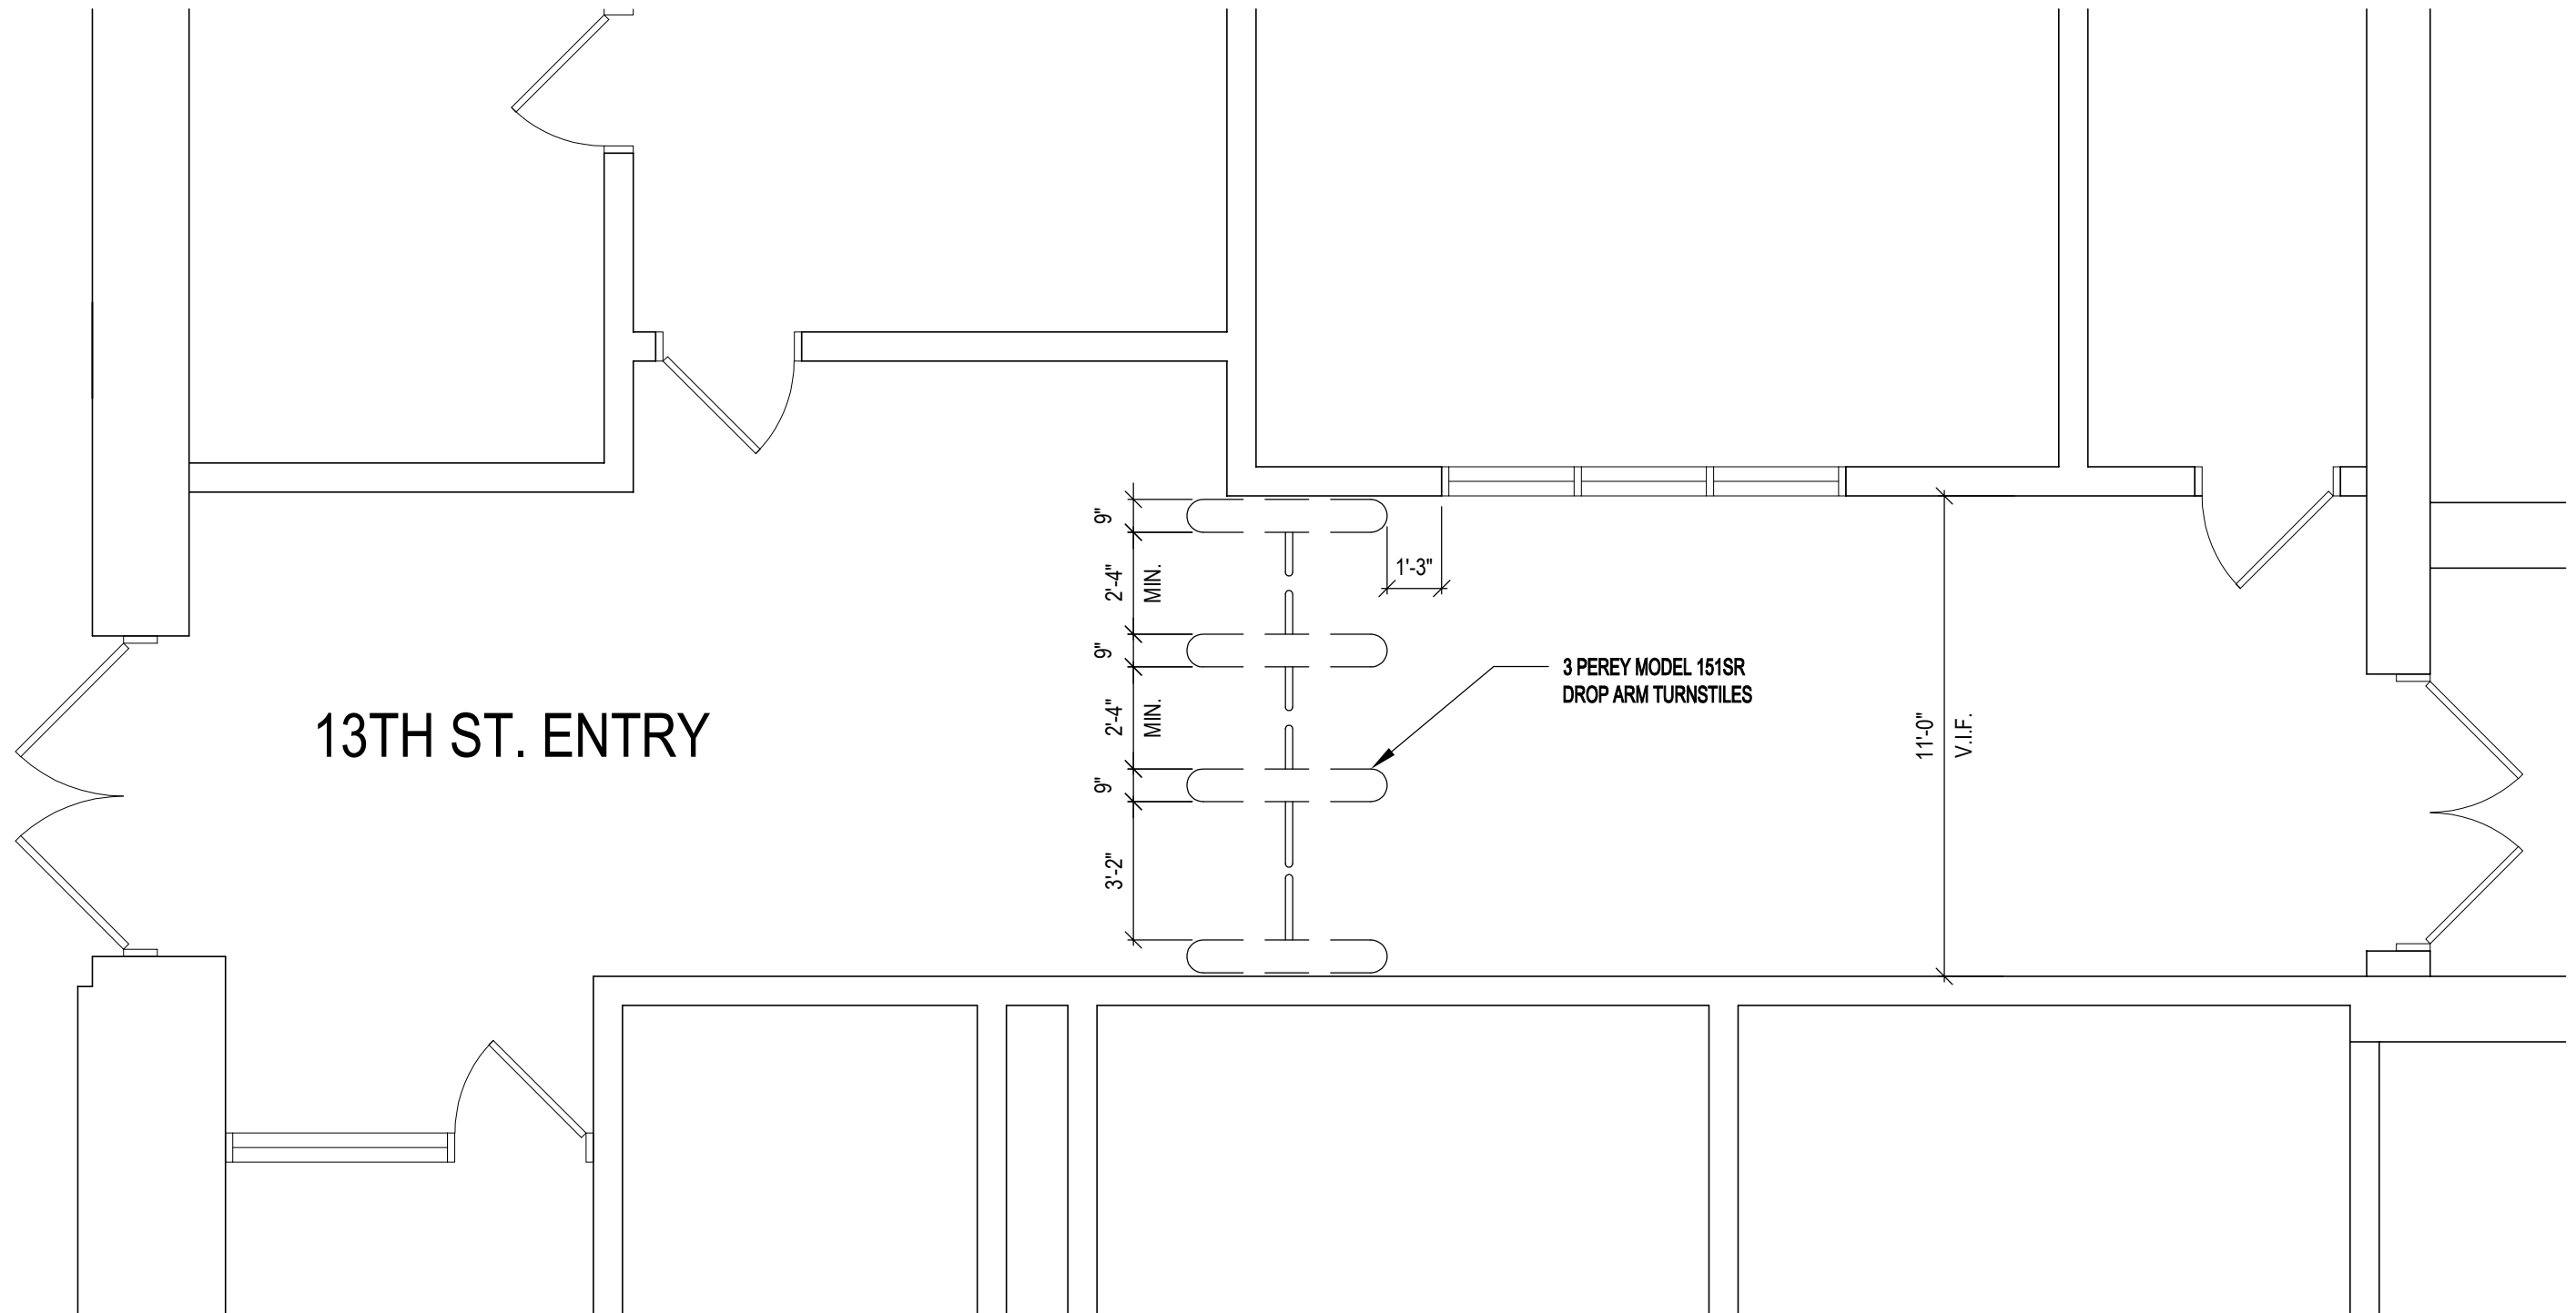 9"
2'-4"
MIN.
1'-3"
9"
3 PEREY MODEL 151SR
DROP ARM TURNSTILES
13TH ST. ENTRY
2'-4"
MIN.
11'-0"
V.I.F.
9"
3'-2"